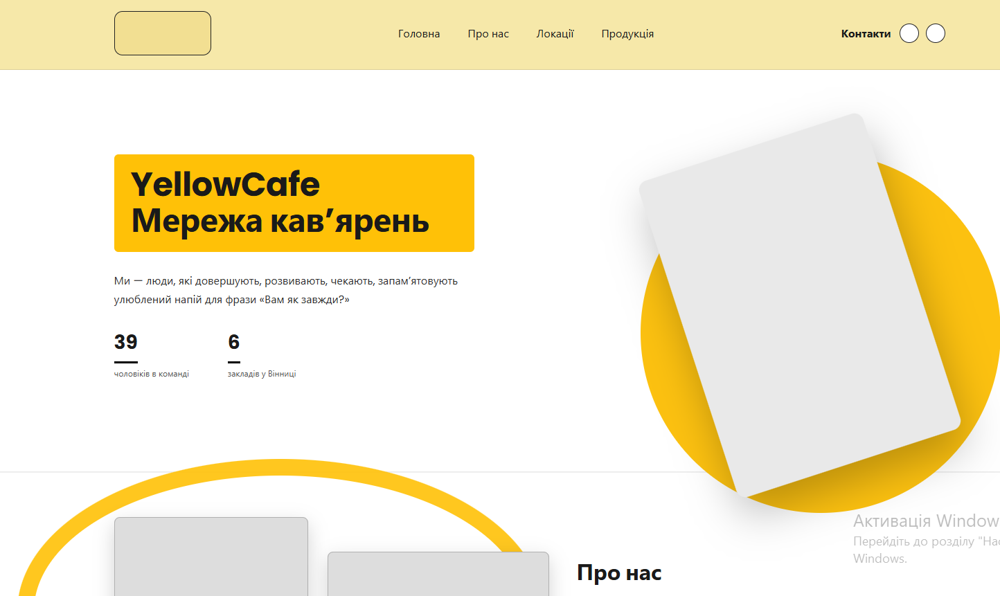 Головна Про нас Локації Продукція Контакти
YellowCafe
Мережа кав’ярень
Ми — люди, які довершують, розвивають, чекають, запам’ятовують
улюблений напій для фрази «Вам як завжди?»
39 6
чоловіків в команді закладів у Вінниці
Про нас
Активація Window
Перейдіть до розділу "На
Windows.